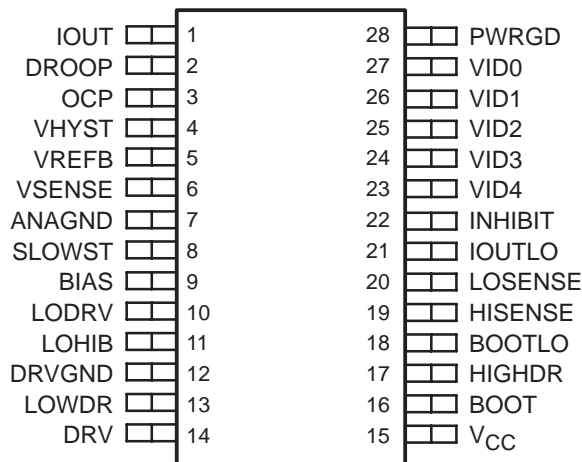 IOUT 1 28 PWRGD
DROOP 2 27 VID0
OCP 3 26 VID1
VHYST 4 25 VID2
VREFB 5 24 VID3
VSENSE 6 23 VID4
ANAGND 7 22 INHIBIT
SLOWST 8 21 IOUTLO
BIAS 9 20 LOSENSE
LODRV 10 19 HISENSE
LOHIB 11 18 BOOTLO
DRVGND 12 17 HIGHDR
LOWDR 13 16 BOOT
DRV 14 15 VCC